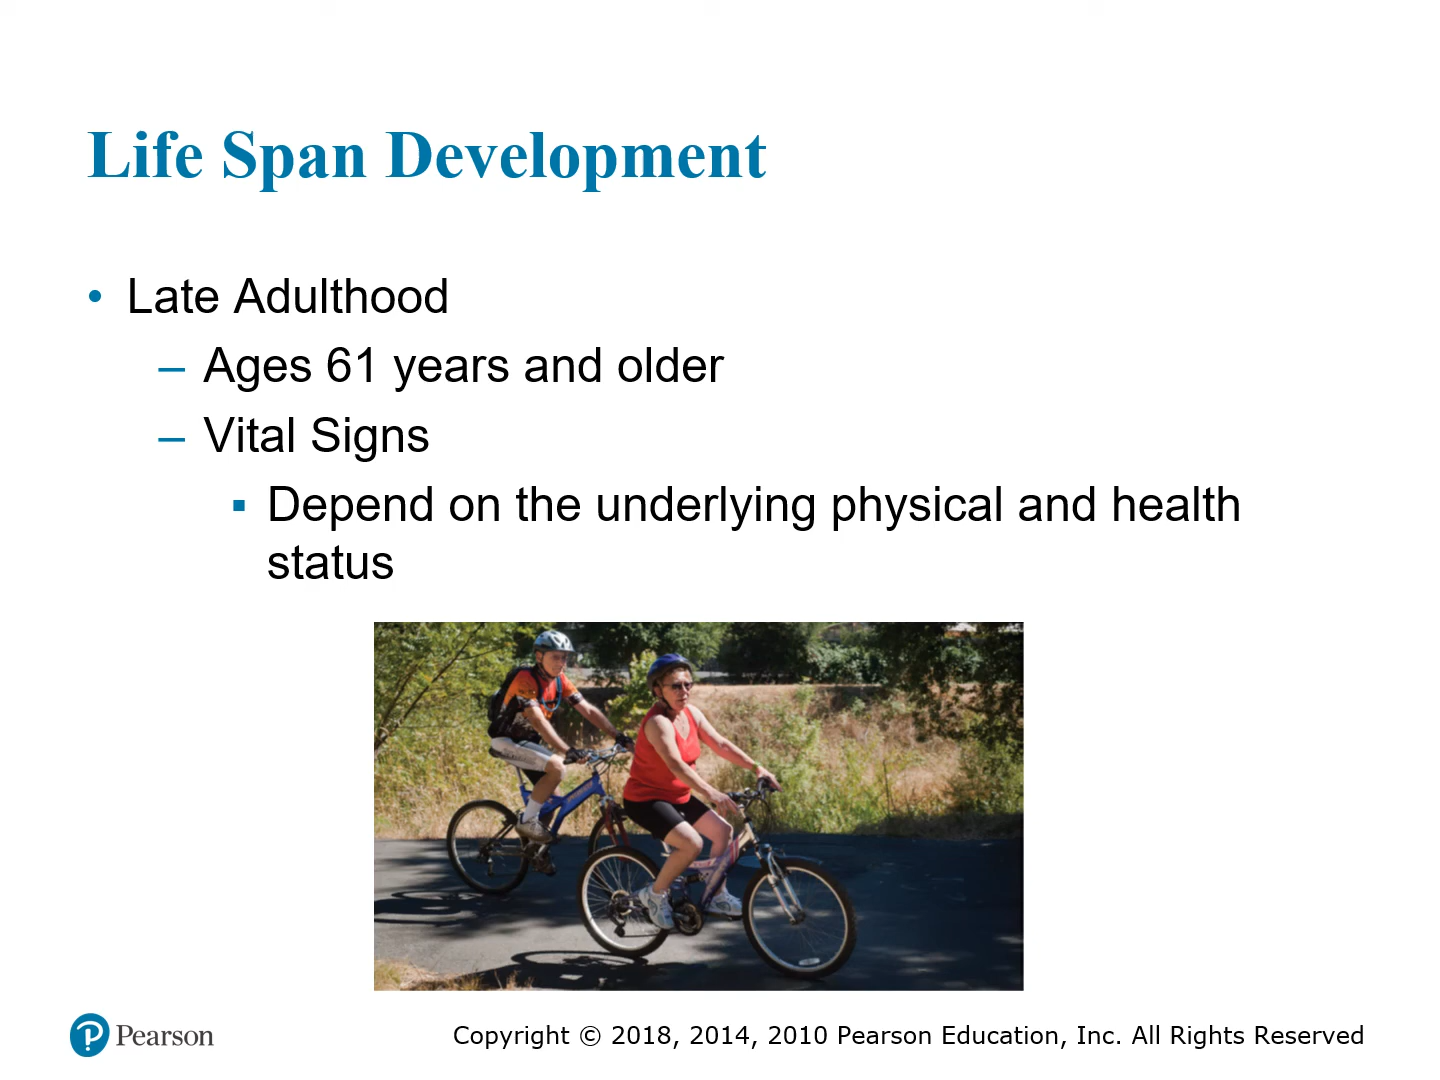 Life Span Development
• Late Adulthood
– Ages 61 years and older
– Vital Signs
▪ Depend on the underlying physical and health
status
Pearson
Copyright © 2018, 2014, 2010 Pearson Education, Inc. All Rights Reserved